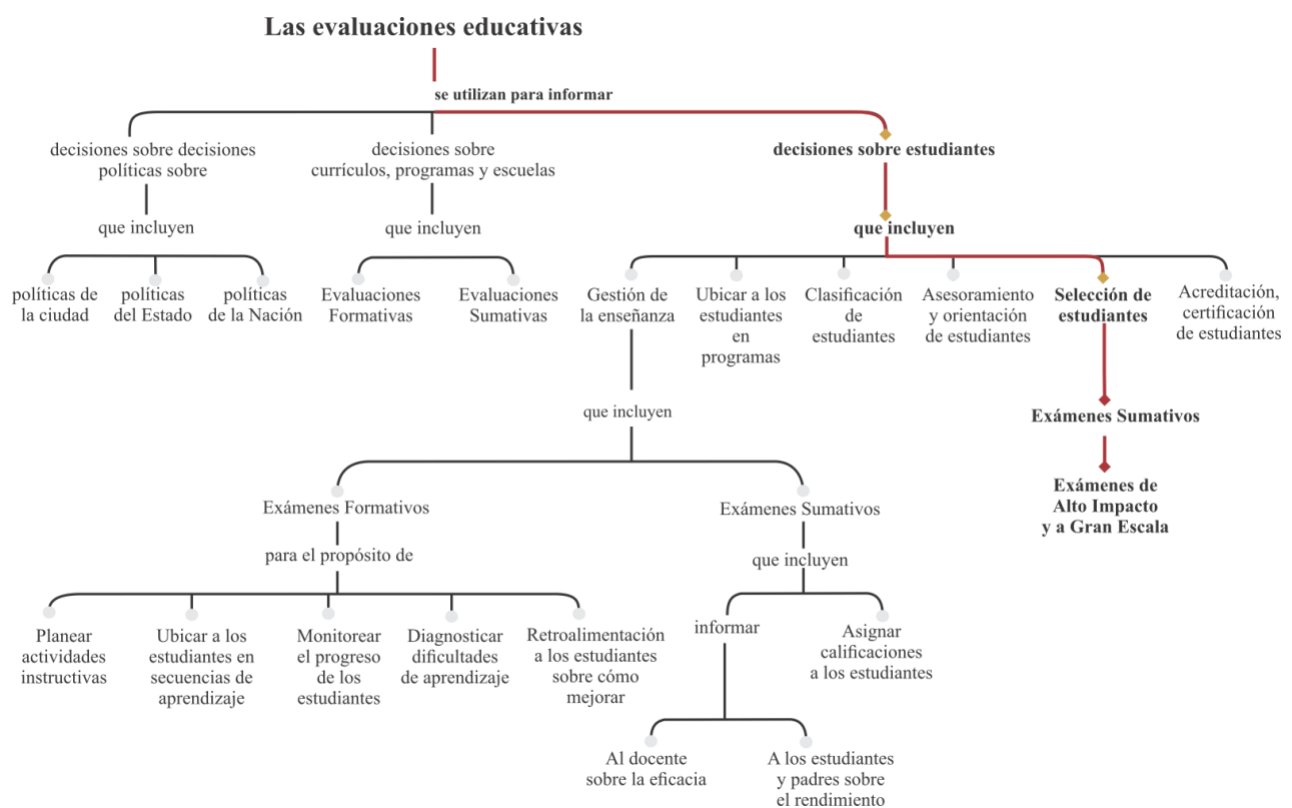 Las evaluaciones educativas
se utilizan para informar
decisiones sobre decisiones
políticas sobre
decisiones sobre
currículos, programas y escuelas
decisiones sobre estudiantes
que incluyen
que incluyen
que incluyen
políticas de
la ciudad
políticas
del Estado
políticas
de la Nación
Evaluaciones
Formativas
Evaluaciones
Sumativas
Gestión de
la enseñanza
Ubicar a los
estudiantes
en
programas
Clasificación
de
estudiantes
Asesoramiento
y orientación
de estudiantes
Selección de
estudiantes
Acreditación,
certificación
de estudiantes
que incluyen
Exámenes Sumativos
Exámenes de
Alto Impacto
y a Gran Escala
Exámenes Formativos
Exámenes Sumativos
para el propósito de
que incluyen
Planear
actividades
instructivas
Ubicar a los
estudiantes en
secuencias de
aprendizaje
Monitorear
el progreso
de los
estudiantes
Diagnosticar
dificultades
de aprendizaje
Retroalimentación
a los estudiantes
sobre cómo
mejorar
informar
Asignar
calificaciones
a los estudiantes
Al docente
sobre la eficacia
A los estudiantes
y padres sobre
el rendimiento